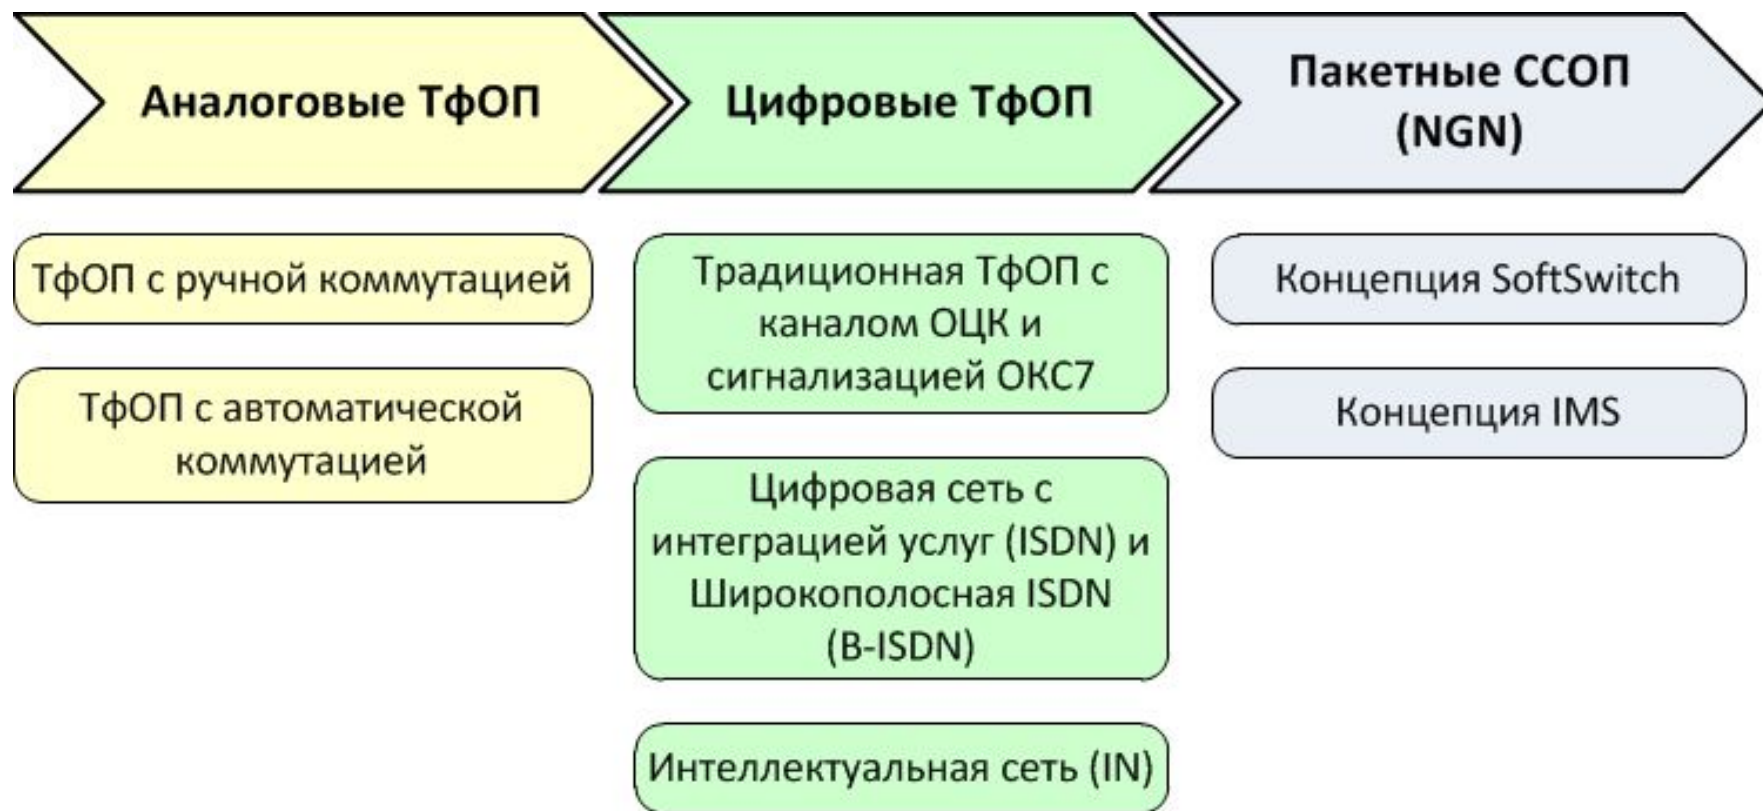 Аналоговые ТфОП
Цифровые ТфОП
Пакетные ССОП
(NGN)
ТфОП с ручной коммутацией
ТфОП с автоматической
коммутацией
Традиционная ТфОП с
каналом ОЦК и
сигнализацией ОКС7
Цифровая сеть с
интеграцией услуг (ISDN) и
Широкополосная ISDN
(B-ISDN)
Интеллектуальная сеть (IN)
Концепция SoftSwitch
Концепция IMS